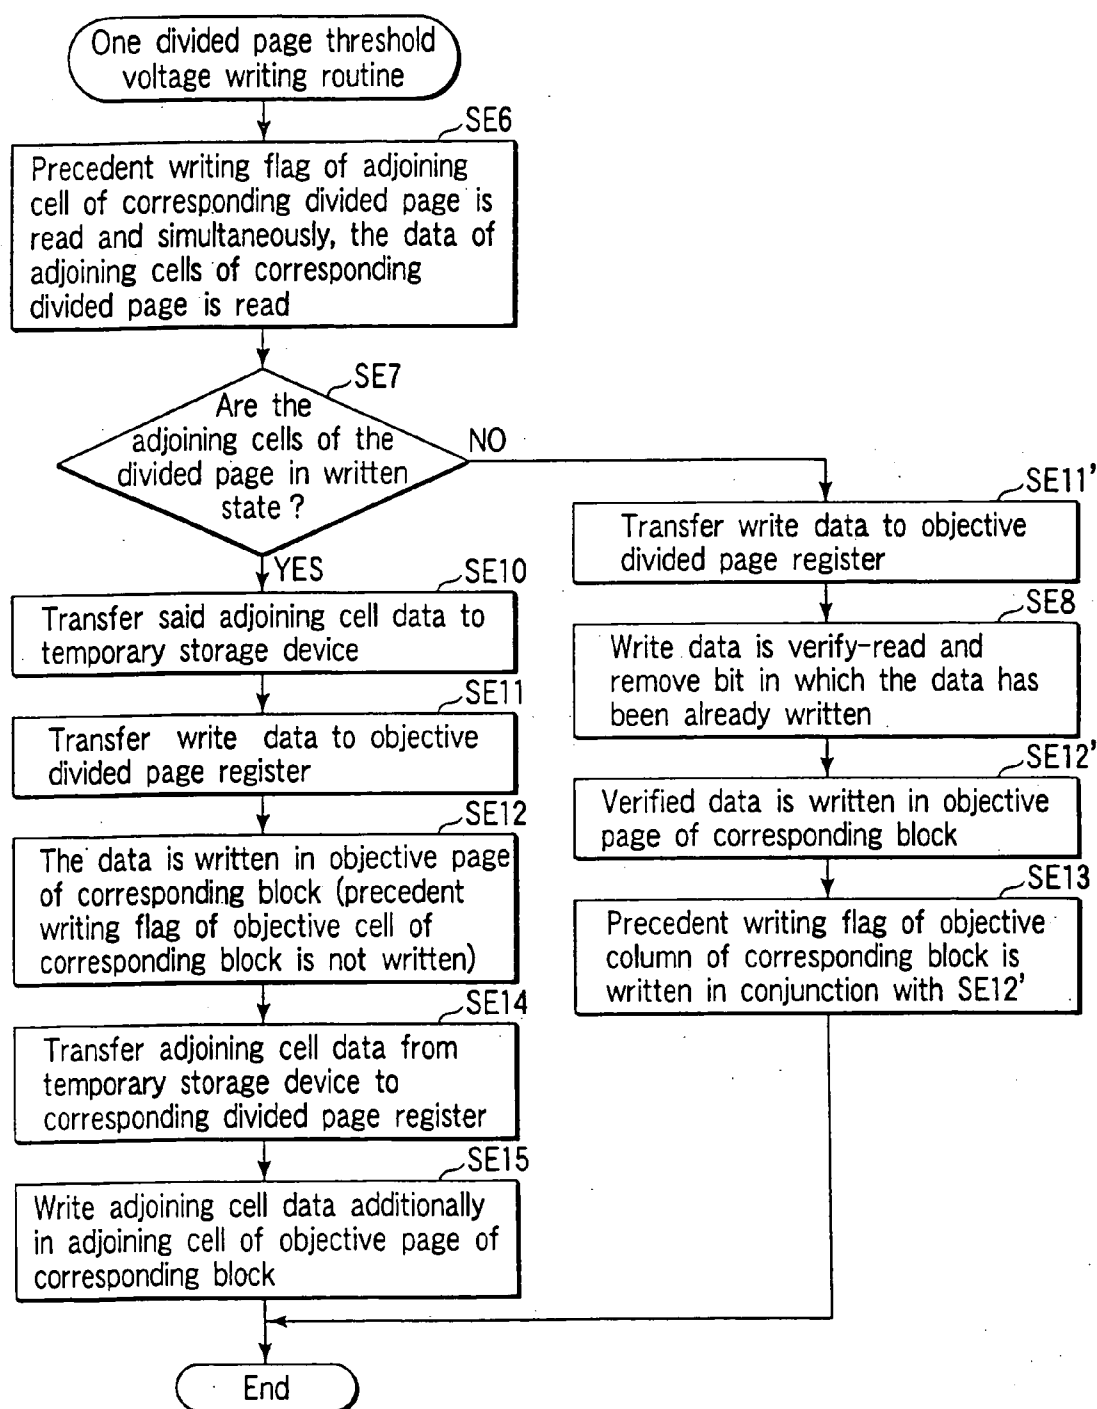 One divided page threshold
voltage writing routine
SE6
Precedent writing flag of adjoining
cell of corresponding divided page is
read and simultaneously, the data of
adjoining cells of corresponding
divided page is read
SE7
Are the
adjoining cells of the
divided page in written
state ?
NO
YES
SE10
Transfer said adjoining cell data to
temporary storage device
SE11
Transfer write data to objective
divided page register
SE12
The data is written in objective page
of corresponding block (precedent
writing flag of objective cell of
corresponding block is not written)
SE14
Transfer adjoining cell data from
temporary storage device to
corresponding divided page register
SE15
Write adjoining cell data additionally
in adjoining cell of objective page of
corresponding block
SE11'
Transfer write data to objective
divided page register
SE8
Write data is verify-read and
remove bit in which the data has
been already written
SE12'
Verified data is written in objective
page of corresponding block
SE13
Precedent writing flag of objective
column of corresponding block is
written in conjunction with SE12'
End